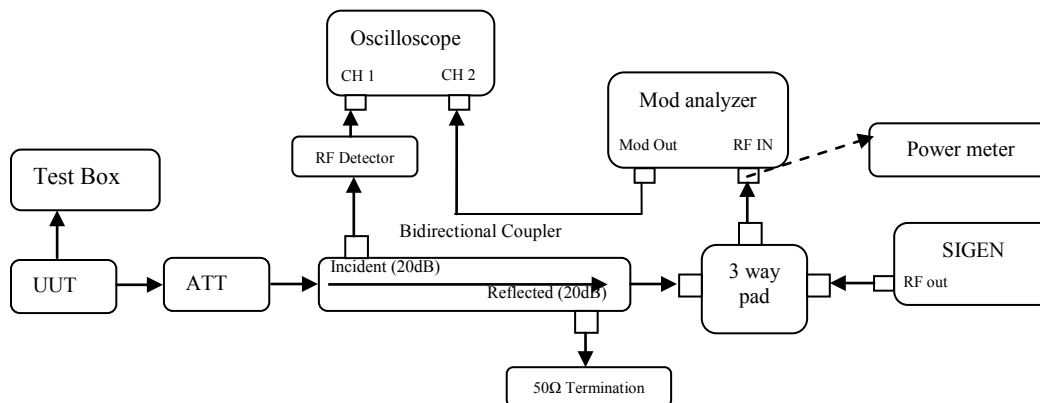 Oscilloscope
CH 1
CH 2
Mod analyzer
Mod Out
RF IN
Power meter
RF Detector
Test Box
Bidirectional Coupler
UUT
ATT
Incident (20dB)
Reflected (20dB)
3 way
pad
SIGEN
RF out
50Ω Termination